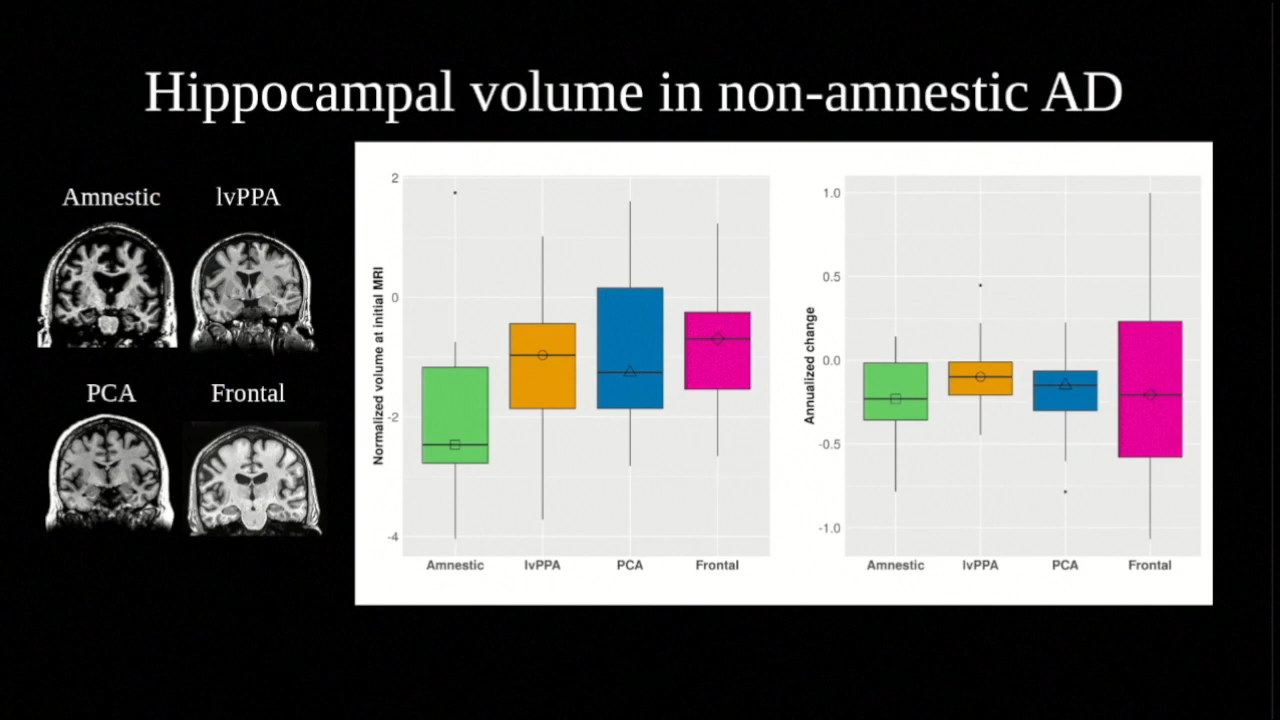 Hippocampal volume in non-amnestic AD
Amnestic
lvPPA
PCA
Frontal
Normalized volume at initial MRI
2
0
-2
-4
Amnestic
lvPPA
PCA
Frontal
Annualized change
1.0
0.5
0.0
-0.5
-1.0
Amnestic
lvPPA
PCA
Frontal